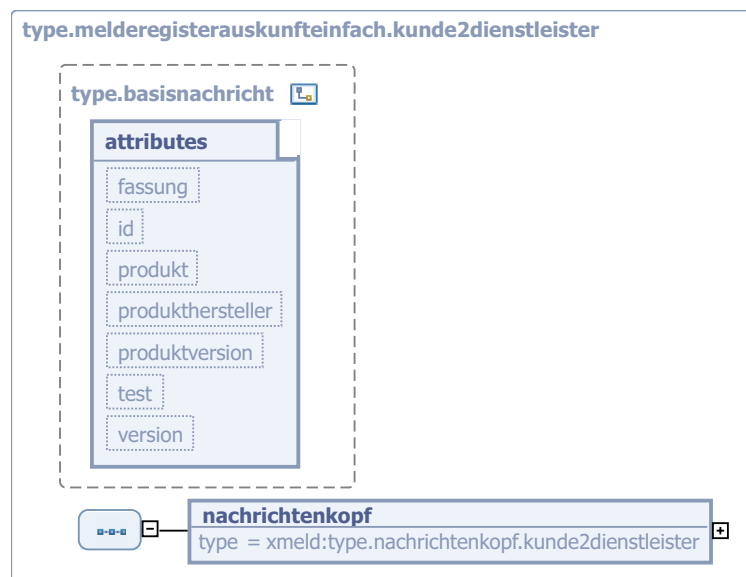 type.melderegisterauskunfteinfach.kunde2dienstleister
type.basisnachricht
attributes
fassung
id
produkt
produkthersteller
produktversion
test
version
nachrichtenkopf
type = xmeld:type.nachrichtenkopf.kunde2dienstleister